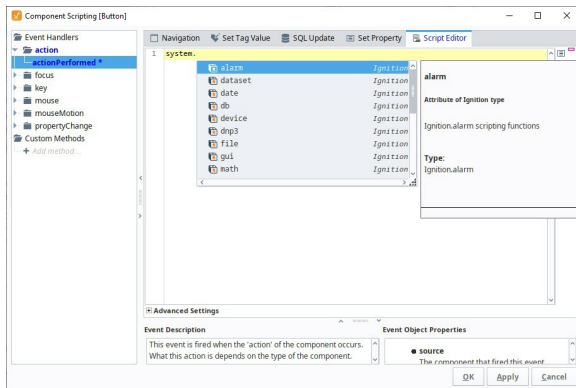 Component Scripting [Button]
Event Handlers
action
actionPerformed *
focus
key
mouse
mouseMotion
propertyChange
Custom Methods
Add method...
Navigation
Set Tag Value
SQL Update
Set Property
Script Editor
1 system.
alarm Ignition
dataset Ignition
date Ignition
db Ignition
device Ignition
dnp3 Ignition
file Ignition
gui Ignition
math Ignition
alarm
Attribute of Ignition type
Ignition.alarm scripting functions
Type:
Ignition.alarm
Advanced Settings
Event Description
This event is fired when the 'action' of the component occurs.
What this action is depends on the type of the component.
Event Object Properties
source
The component that fired this event
OK
Apply
Cancel